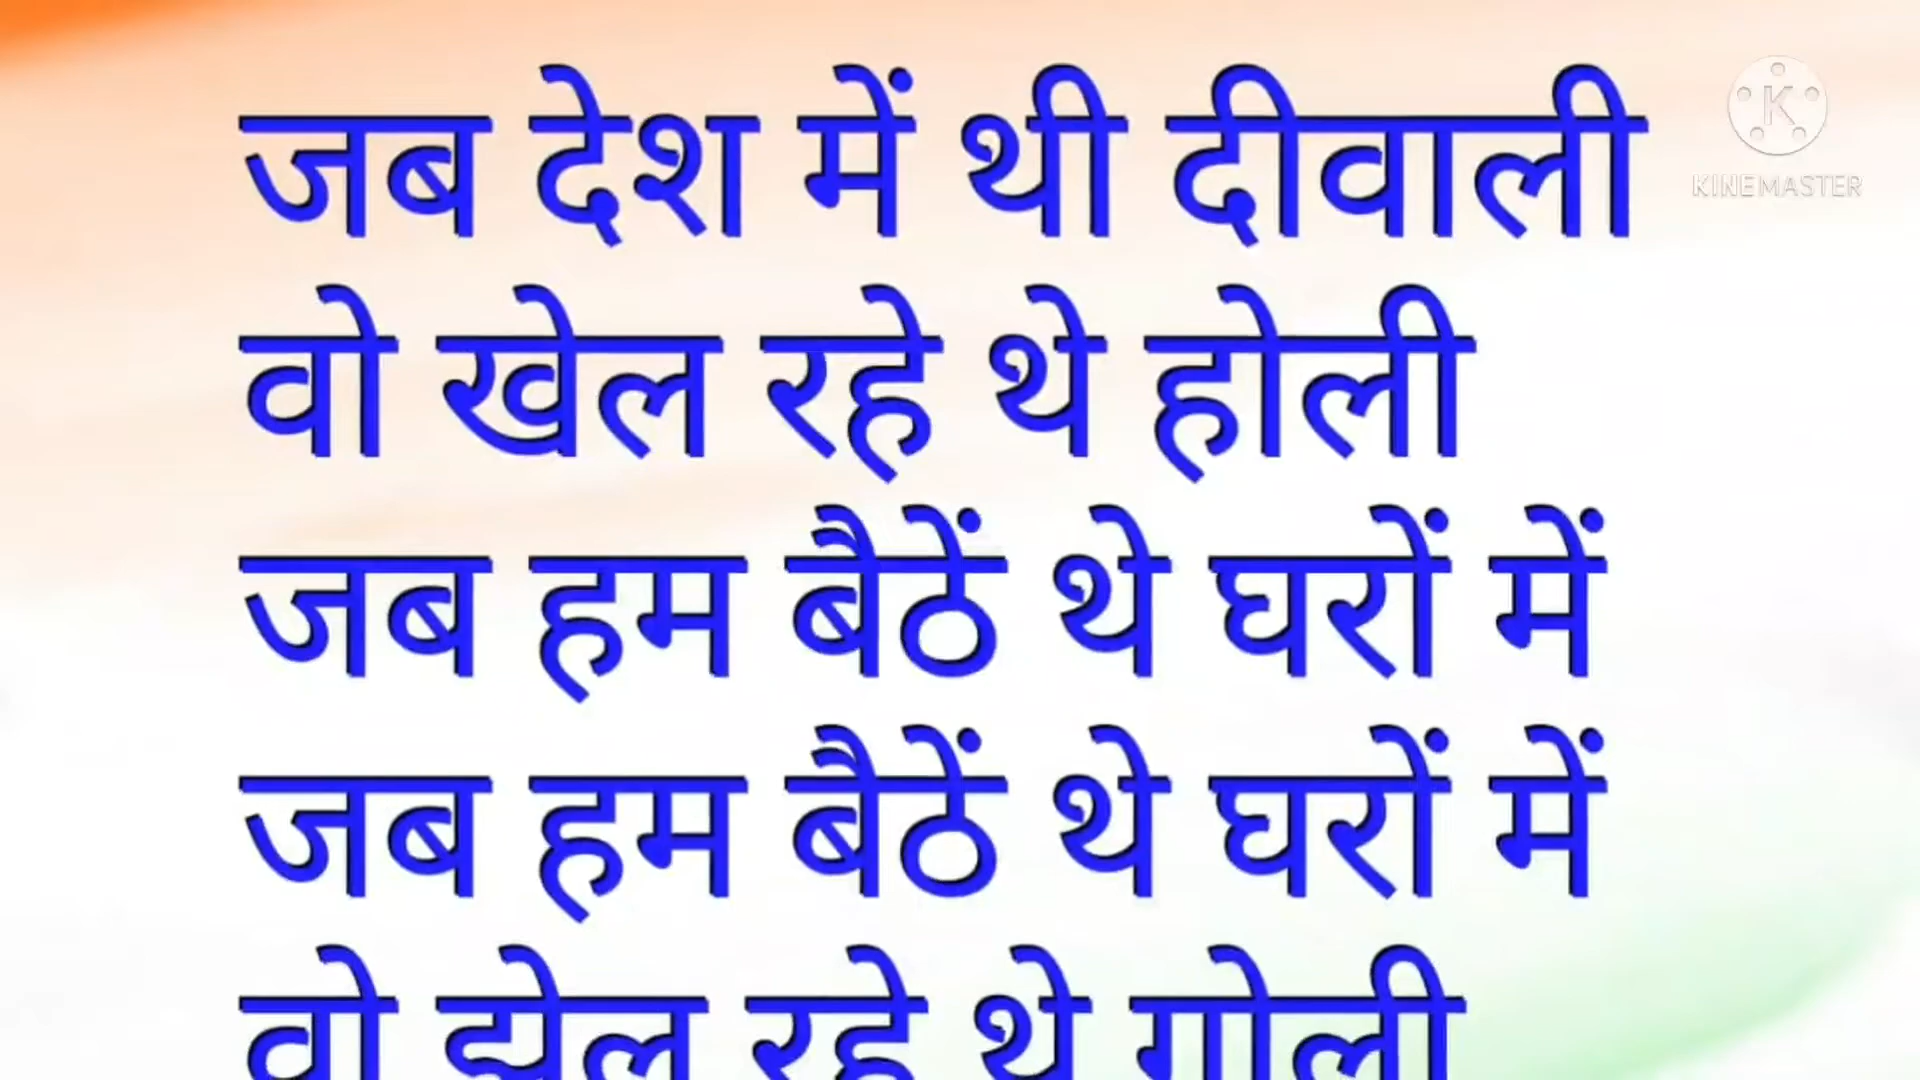 जब देश में थी दीवाली
वो खेल रहे थे होली
जब हम बैठें थे घरों में
जब हम बैठें थे घरों में
वो झेल रहे थे गोली
K
KINEMASTER